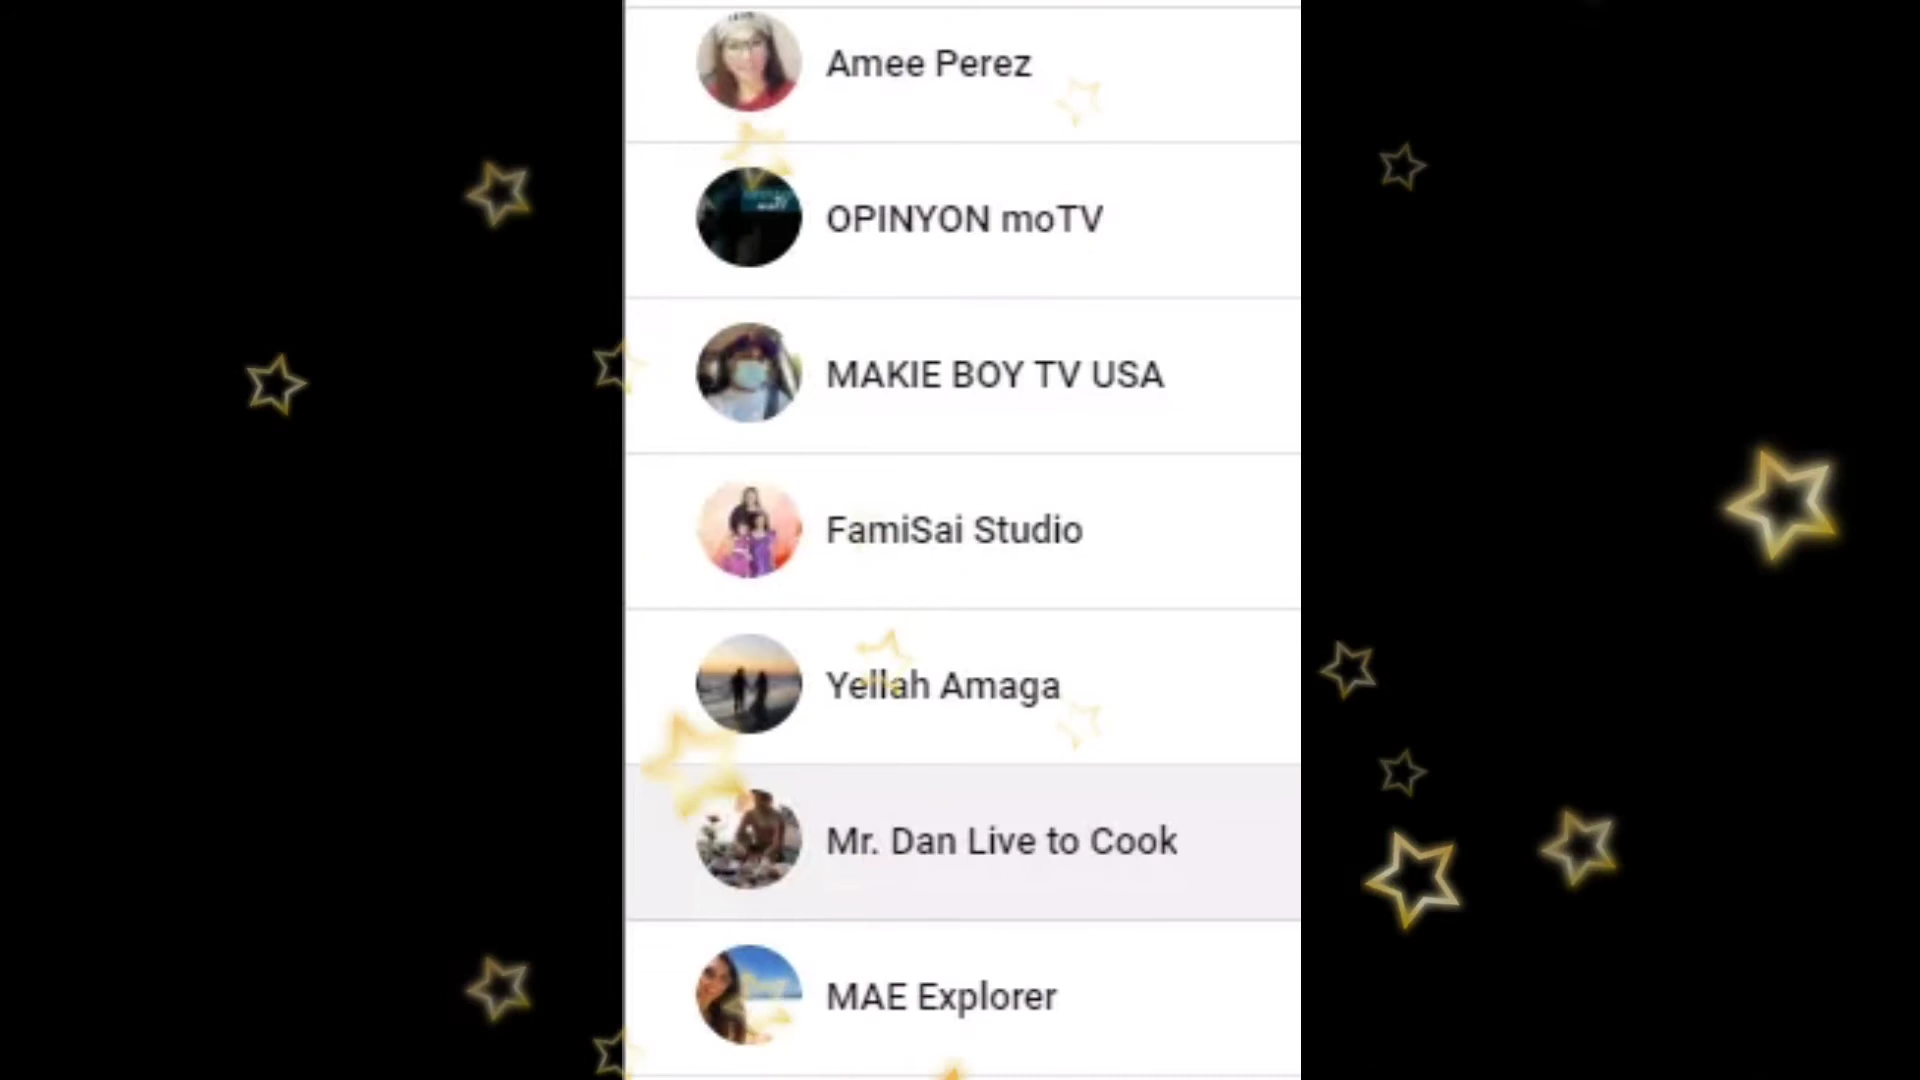 Amee Perez
OPINYON moTV
MAKIE BOY TV USA
FamiSai Studio
Yellah Amaga
Mr. Dan Live to Cook
MAE Explorer